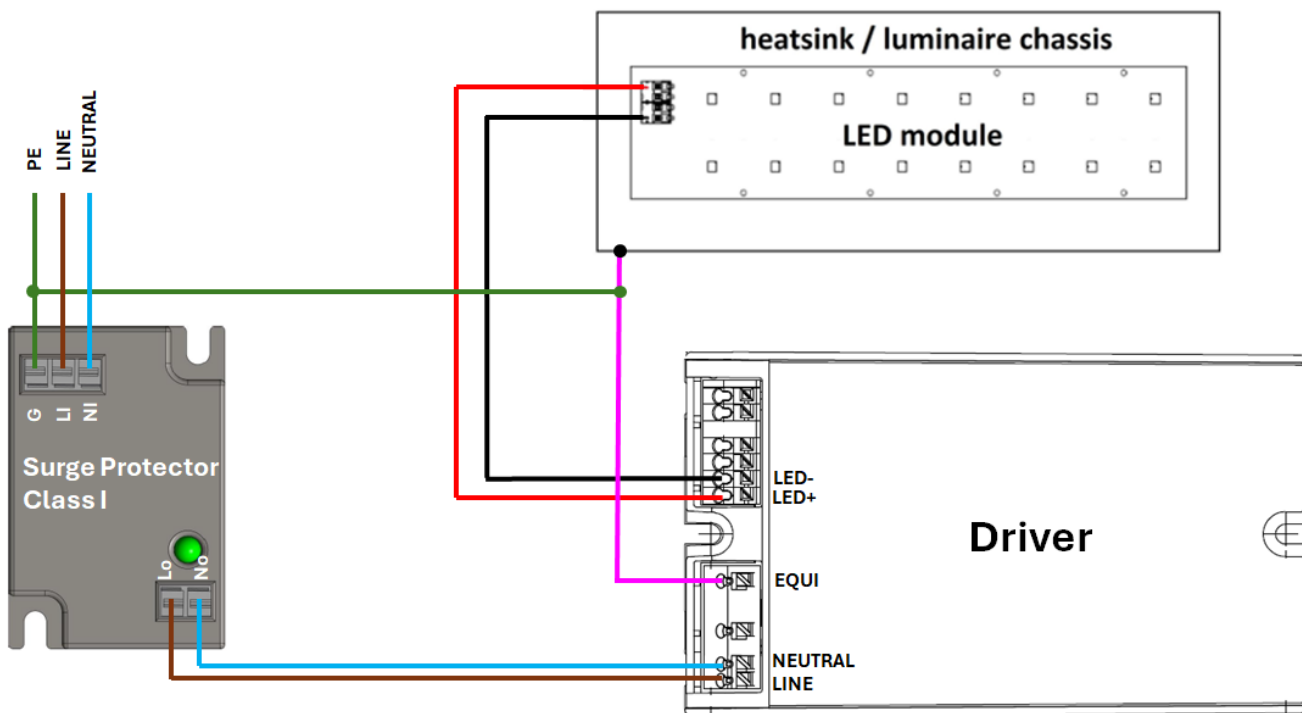 heatsink / luminaire chassis
LED module
PE
LINE
NEUTRAL
G
LI
NI
Surge Protector
Class I
Lo
No
LED-
LED+
Driver
EQUI
NEUTRAL
LINE